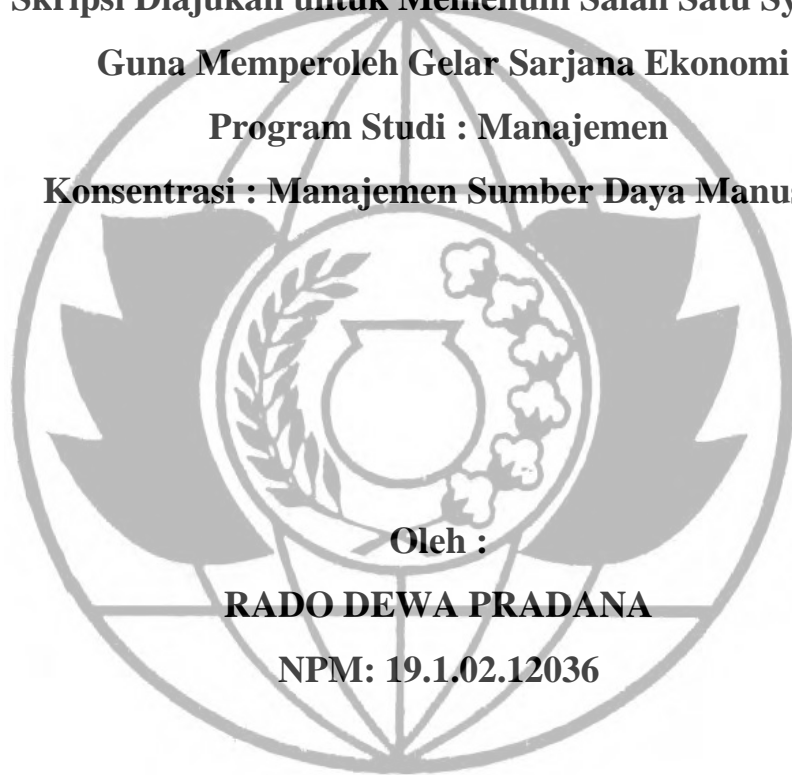 Skripsi Diajukan untuk Memenuhi Salah Satu
Guna Memperoleh Gelar Sarjana Ekonomi
Program Studi : Manajemen
Konsentrasi : Manajemen Sumber Daya
Oleh :
RADO DEWA PRADANA
NPM: 19.1.02.12036